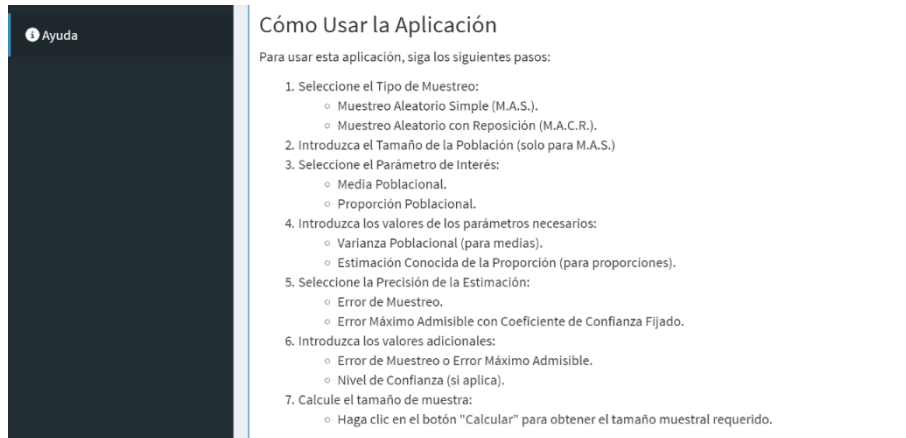 Ayuda
Cómo Usar la Aplicación
Para usar esta aplicación, siga los siguientes pasos:
1. Seleccione el Tipo de Muestreo:
◦ Muestreo Aleatorio Simple (M.A.S.).
◦ Muestreo Aleatorio con Reposición (M.A.C.R.).
2. Introduzca el Tamaño de la Población (solo para M.A.S.)
3. Seleccione el Parámetro de Interés:
◦ Media Poblacional.
◦ Proporción Poblacional.
4. Introduzca los valores de los parámetros necesarios:
◦ Varianza Poblacional (para medias).
◦ Estimación Conocida de la Proporción (para proporciones).
5. Seleccione la Precisión de la Estimación:
◦ Error de Muestreo.
◦ Error Máximo Admisible con Coeficiente de Confianza Fijado.
6. Introduzca los valores adicionales:
◦ Error de Muestreo o Error Máximo Admisible.
◦ Nivel de Confianza (si aplica).
7. Calcule el tamaño de muestra:
◦ Haga clic en el botón "Calcular" para obtener el tamaño muestral requerido.